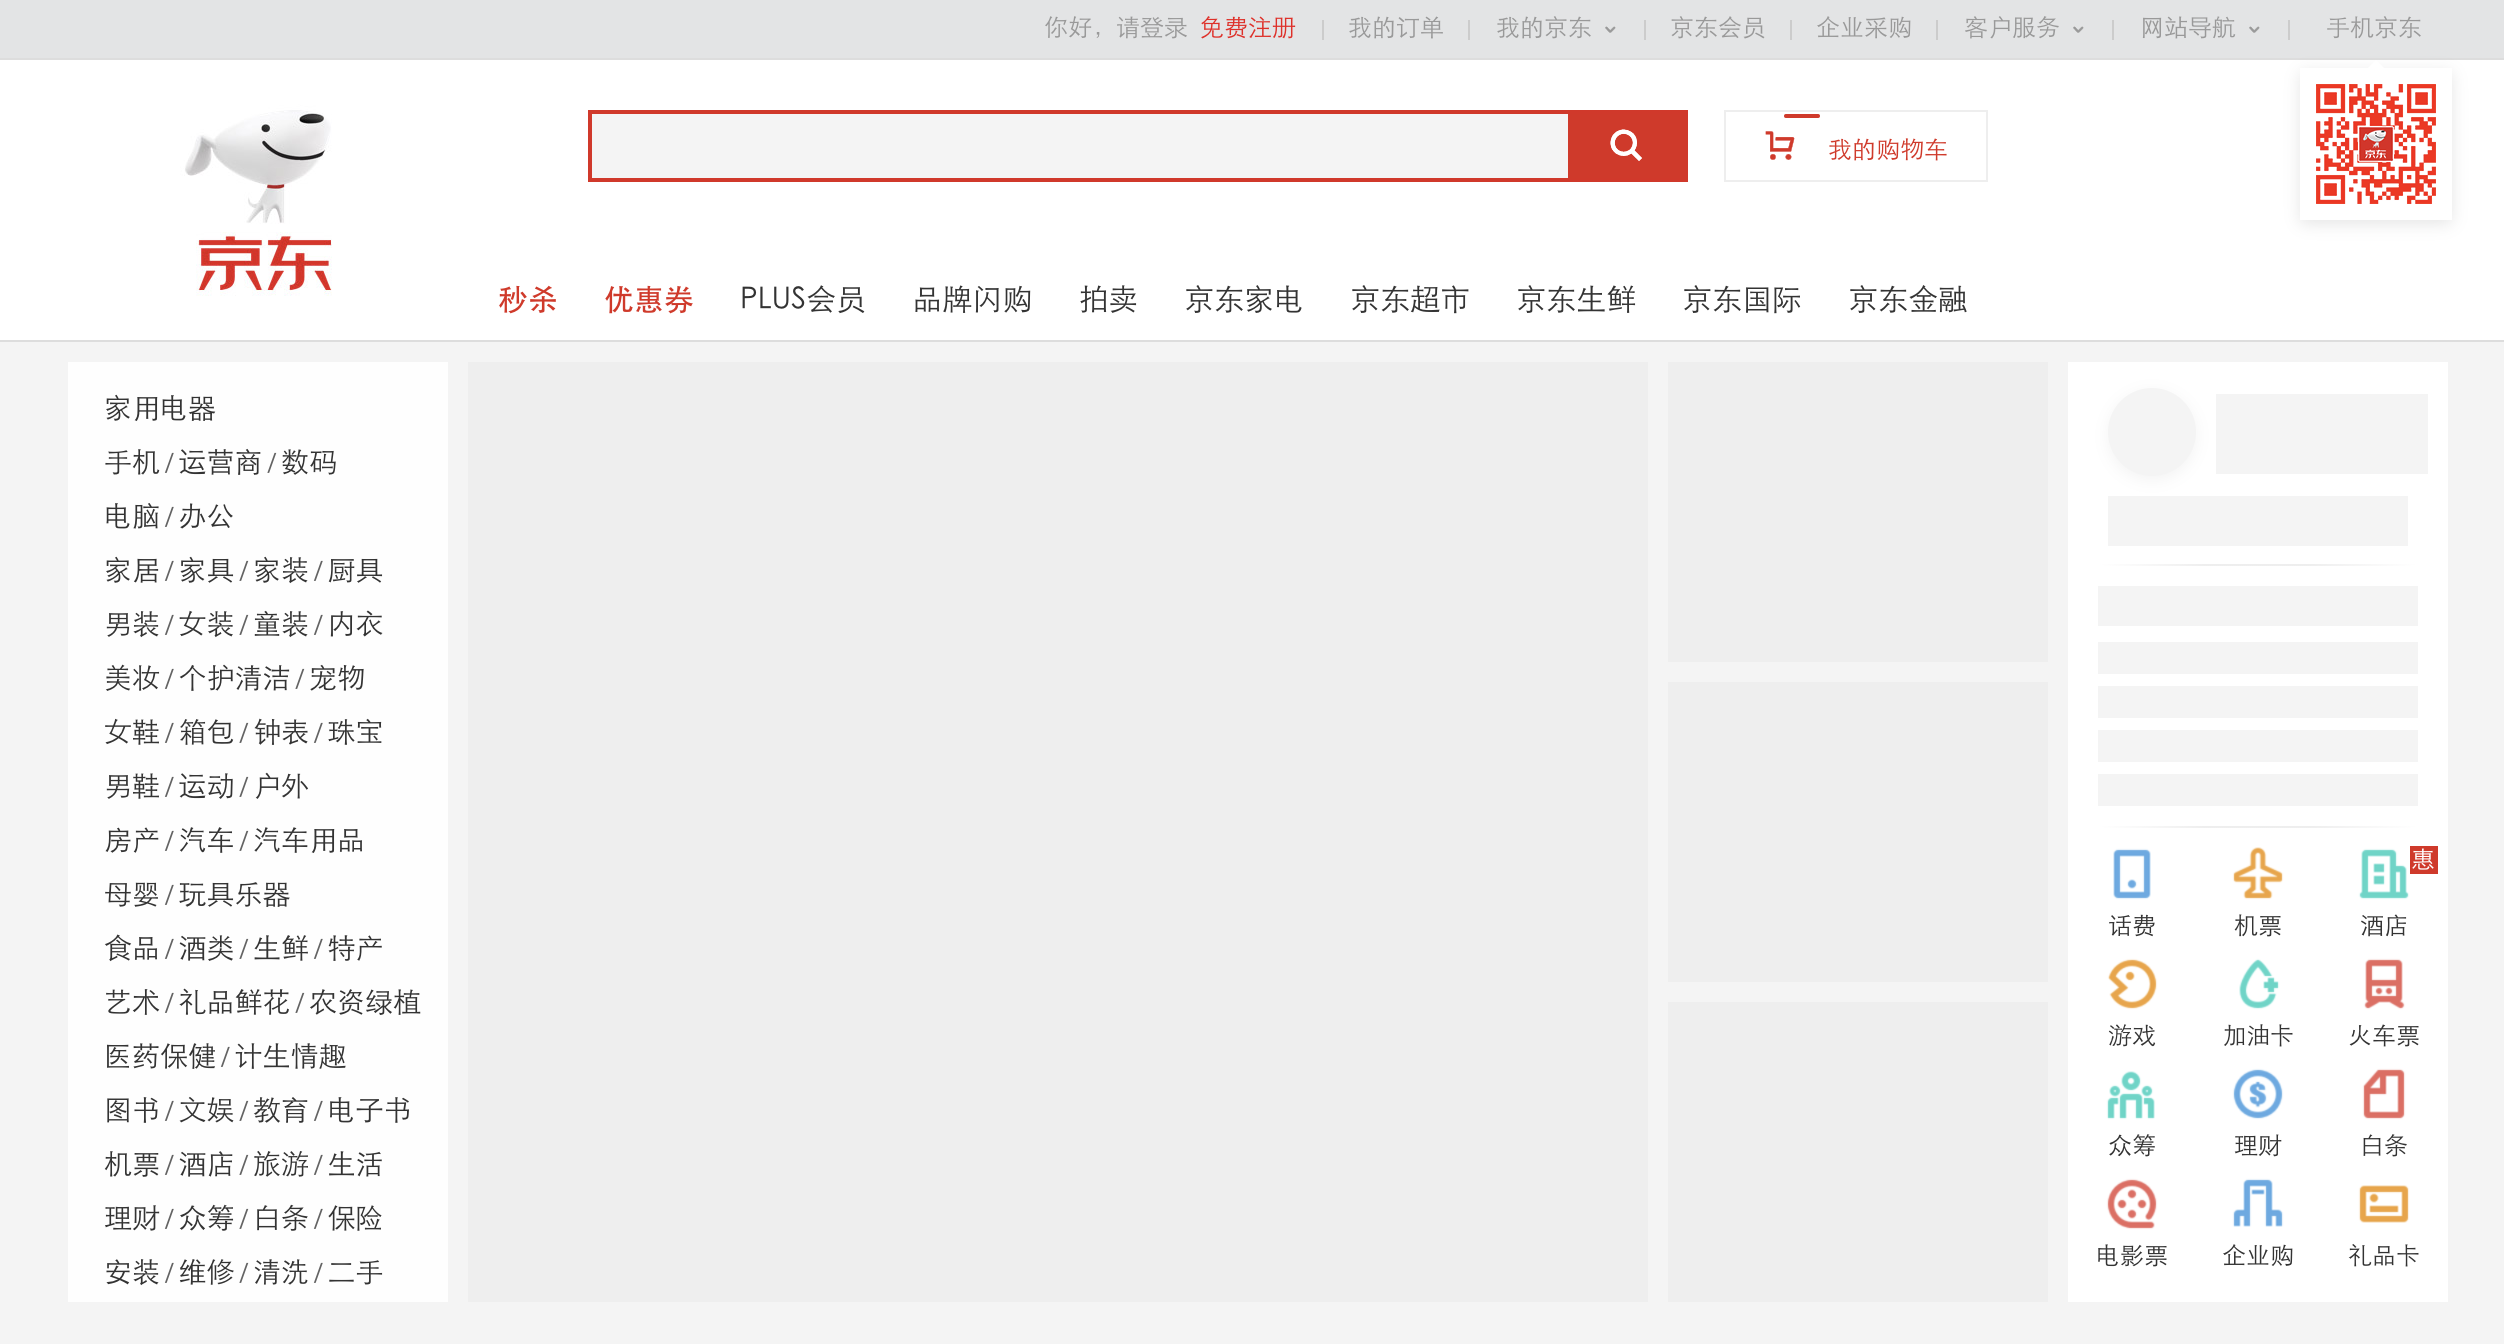 你好，请登录 免费注册 我的订单 我的京东 京东会员 企业采购 客户服务 网站导航 手机京东
京东
我的购物车
京东
秒杀 优惠券 PLUS会员 品牌闪购 拍卖 京东家电 京东超市 京东生鲜 京东国际 京东金融
家用电器
手机/运营商/数码
电脑/办公
家居/家具/家装/厨具
男装/女装/童装/内衣
美妆/个护清洁/宠物
女鞋/箱包/钟表/珠宝
男鞋/运动/户外
房产/汽车/汽车用品
母婴/玩具乐器
食品/酒类/生鲜/特产
艺术/礼品鲜花/农资绿植
医药保健/计生情趣
图书/文娱/教育/电子书
机票/酒店/旅游/生活
理财/众筹/白条/保险
安装/维修/清洗/二手
惠
话费 机票 酒店
游戏 加油卡 火车票
众筹 理财 白条
电影票 企业购 礼品卡